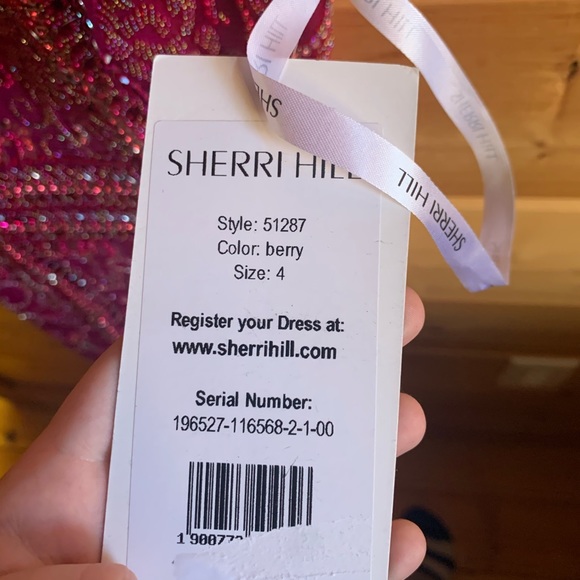 SHERRI HILL
SHERRI HILL
SHERRI HILL
Style: 51287
Color: berry
Size: 4
Register your Dress at:
www.sherrihill.com
Serial Number:
196527-116568-2-1-00